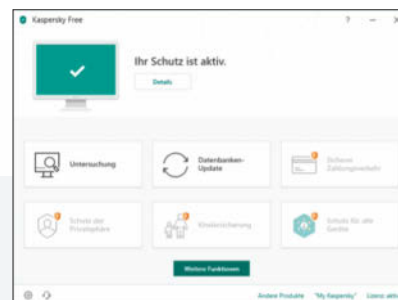 Kaspersky Free
?
Ihr Schutz ist aktiv.
Details
Untersuchung
Datenbanken-
Update
Sicherer
Zahlungsverkehr
Schutz der
Privatsphäre
Kindersicherung
Schutz für alle
Geräte
Weitere Funktionen
Andere Produkte "My Kaspersky" Lizenz: